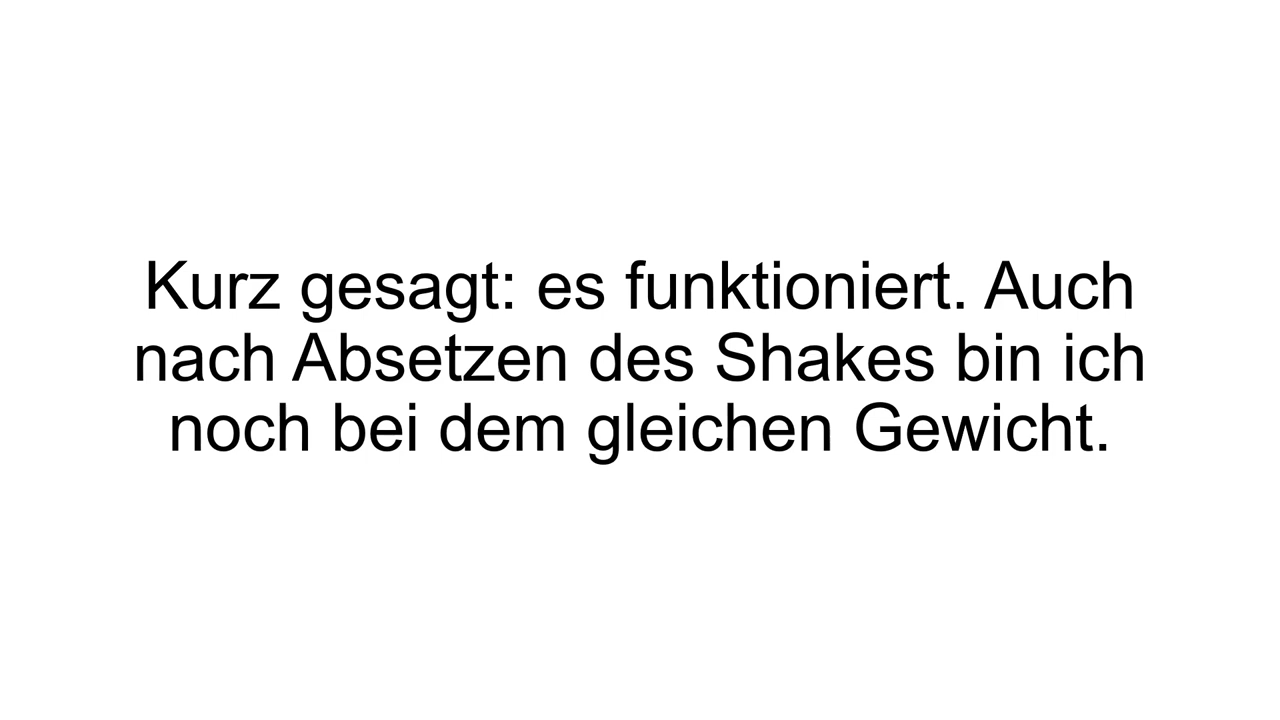 Kurz gesagt: es funktioniert. Auch
nach Absetzen des Shakes bin ich
noch bei dem gleichen Gewicht.